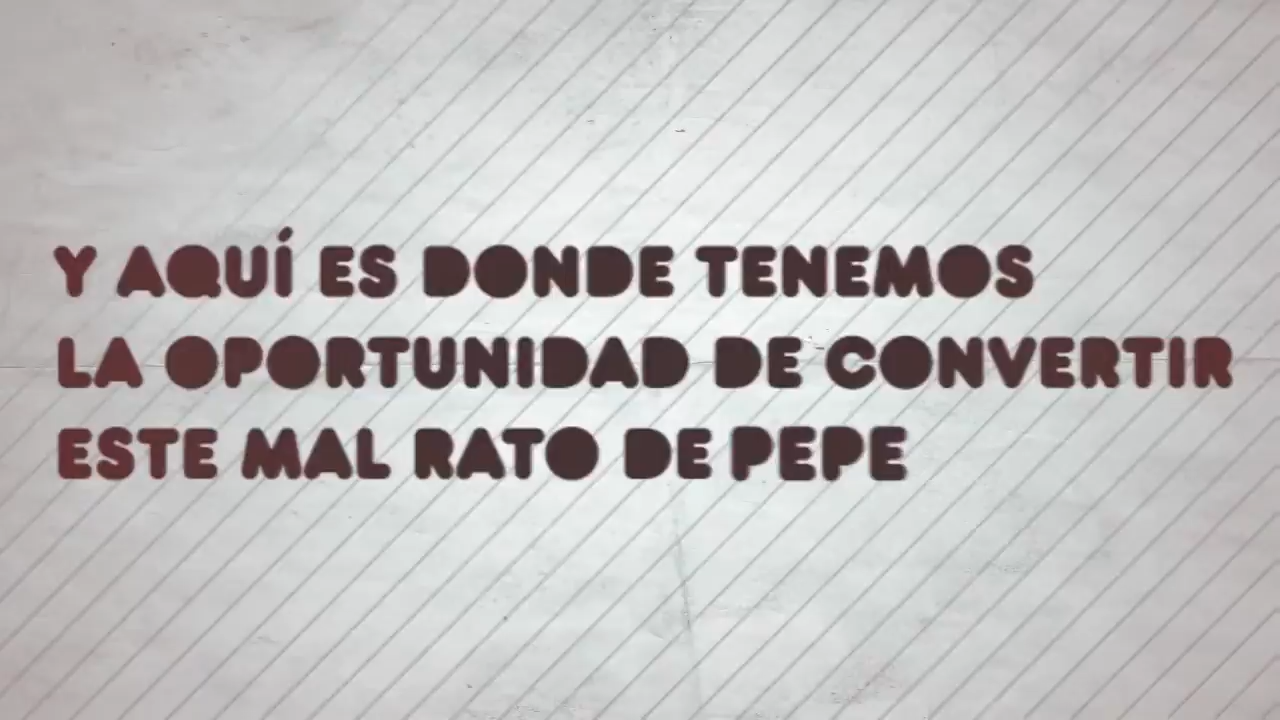 Y AQUÍ ES DONDE TENEMOS
LA OPORTUNIDAD DE CONVERTIR
ESTE MAL RATO DE PEPE